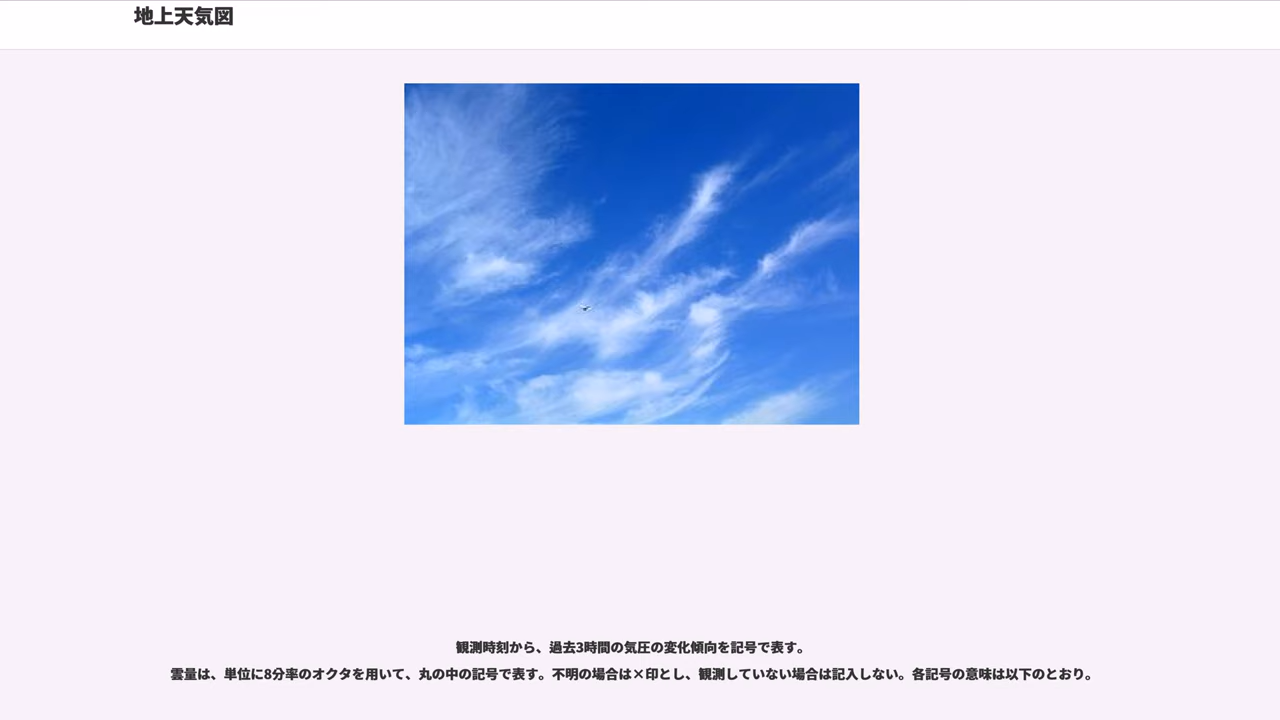 地上天気図
観測時刻から、過去3時間の気圧の変化傾向を記号で表す。
雲量は、単位に8分率のオクタを用いて、丸の中の記号で表す。不明の場合は×印とし、観測していない場合は記入しない。各記号の意味は以下のとおり。